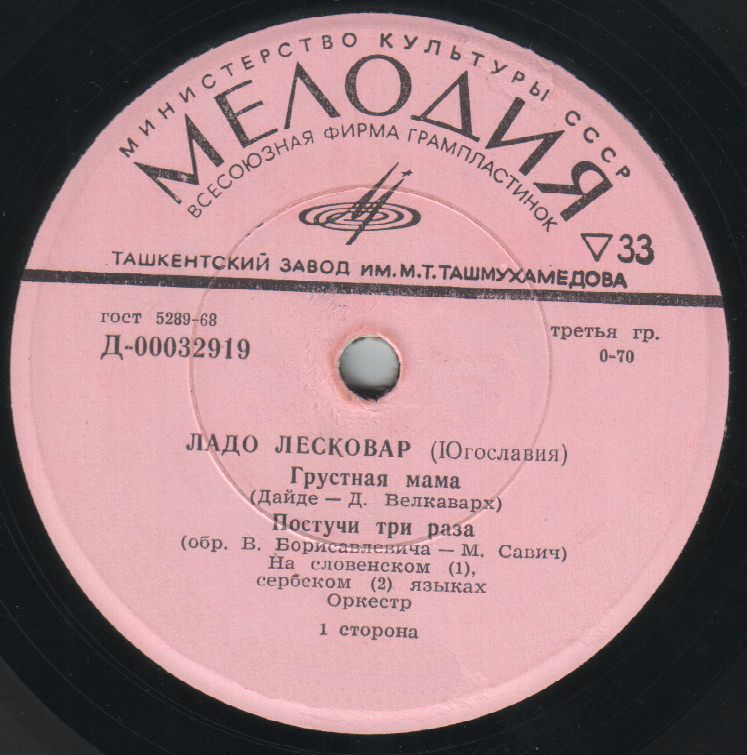 МИНИСТЕРСТВО КУЛЬТУРЫ СССР
МЕЛОДИЯ
ВСЕСОЮЗНАЯ ФИРМА ГРАМПЛАСТИНОК
▽33
ТАШКЕНТСКИЙ ЗАВОД ИМ. М. Т. ТАШМУХАМЕДОВА
гост 5289-68
Д-00032919
третья гр.
0-70
ЛАДО ЛЕСКОВАР (Югославия)
Грустная мама
(Дайде — Д. Велкаварх)
Постучи три раза
(обр. В. Борисавлевича — М. Савич)
На словенском (1),
сербском (2) языках
Оркестр
1 сторона